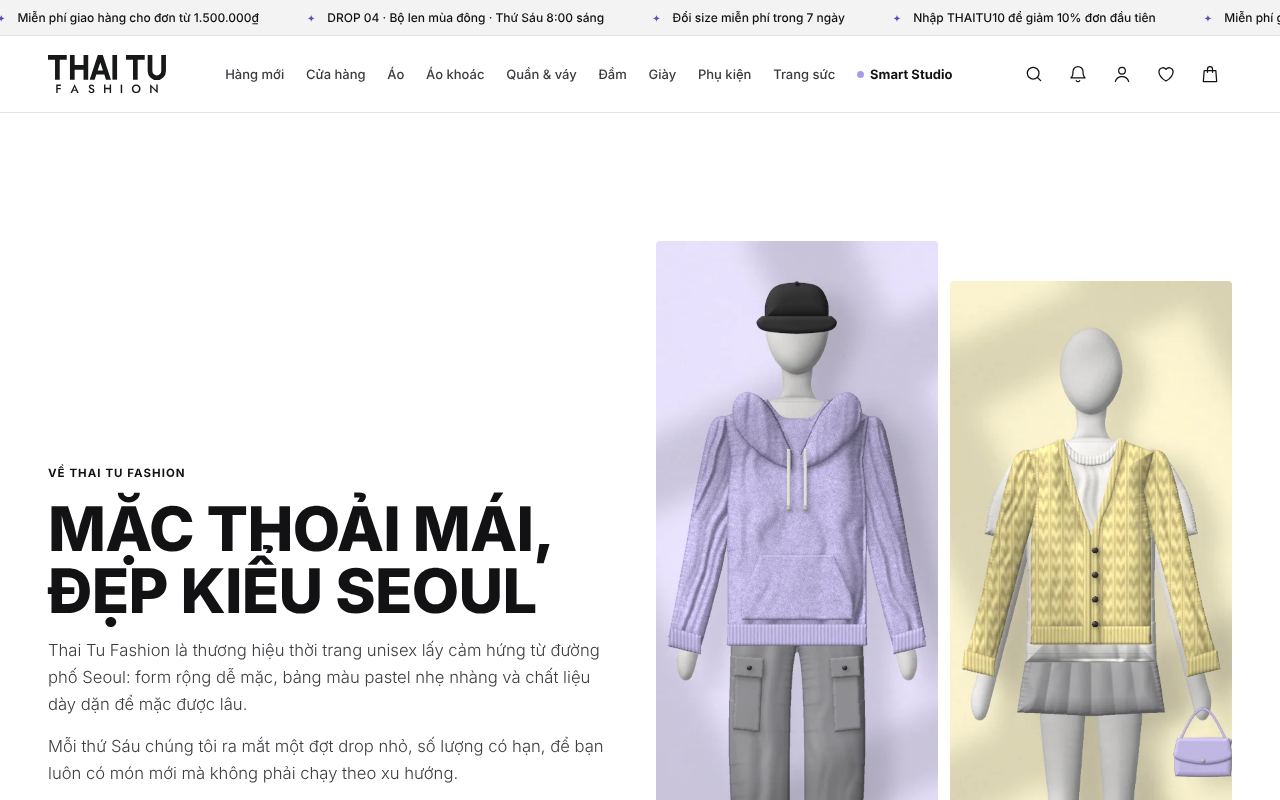 ✦ Miễn phí giao hàng cho đơn từ 1.500.000₫ ✦ DROP 04 · Bộ len mùa đông · Thứ Sáu 8:00 sáng ✦ Đổi size miễn phí trong 7 ngày ✦ Nhập THAITU10 để giảm 10% đơn đầu tiên ✦ Miễn phí
THAI TU
FASHION
Hàng mới Cửa hàng Áo Áo khoác Quần & váy Đầm Giày Phụ kiện Trang sức Smart Studio
VỀ THAI TU FASHION
MẶC THOẢI MÁI,
ĐẸP KIỂU SEOUL
Thai Tu Fashion là thương hiệu thời trang unisex lấy cảm hứng từ đường
phố Seoul: form rộng dễ mặc, bảng màu pastel nhẹ nhàng và chất liệu
dày dặn để mặc được lâu.
Mỗi thứ Sáu chúng tôi ra mắt một đợt drop nhỏ, số lượng có hạn, để bạn
luôn có món mới mà không phải chạy theo xu hướng.